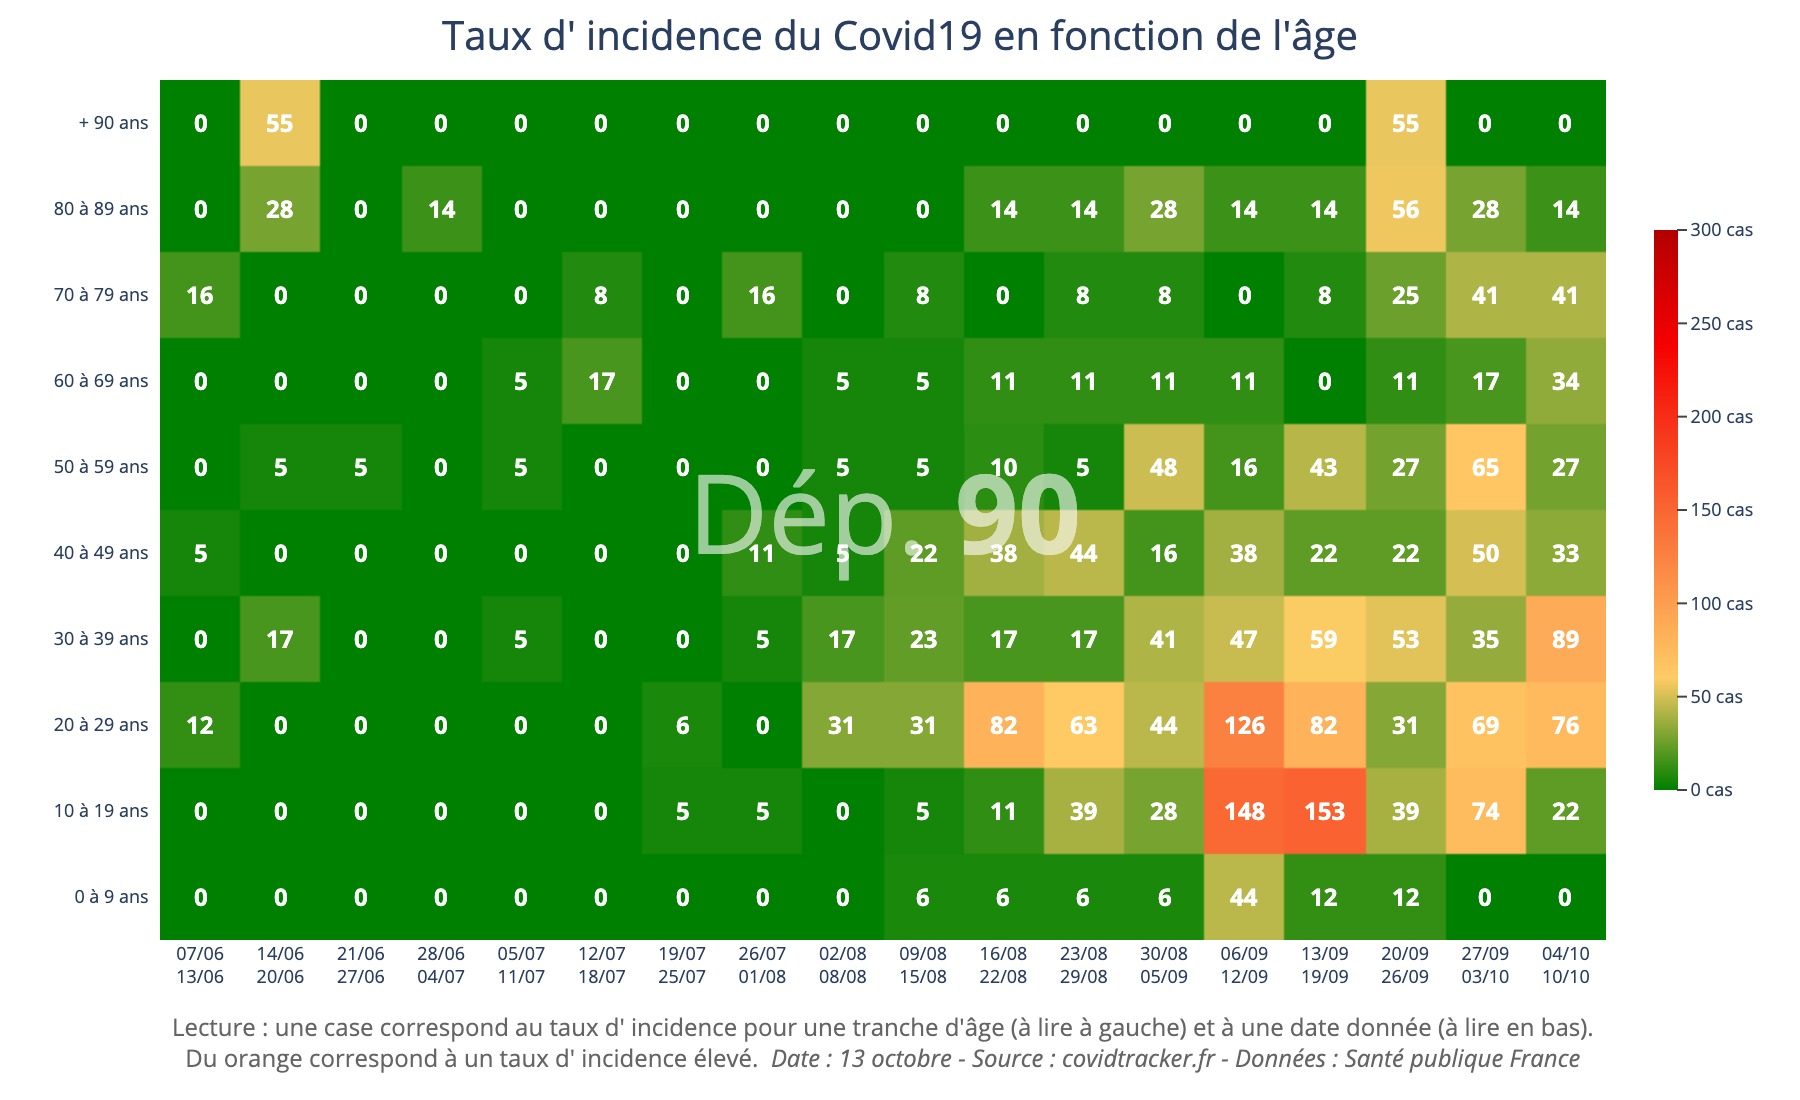 Taux d' incidence du Covid19 en fonction de l'âge
+ 90 ans 0 55 0 0 0 0 0 0 0 0 0 0 0 0 0 55 0 0
80 à 89 ans 0 28 0 14 0 0 0 0 0 0 14 14 28 14 14 56 28 14
70 à 79 ans 16 0 0 0 0 8 0 16 0 8 0 8 8 0 8 25 41 41
60 à 69 ans 0 0 0 0 5 17 0 0 5 5 11 11 11 11 0 11 17 34
50 à 59 ans 0 5 5 0 5 0 0 0 5 5 10 5 48 16 43 27 65 27
Dép. 90
40 à 49 ans 5 0 0 0 0 0 0 11 5 22 38 44 16 38 22 22 50 33
30 à 39 ans 0 17 0 0 5 0 0 5 17 23 17 17 41 47 59 53 35 89
20 à 29 ans 12 0 0 0 0 0 6 0 31 31 82 63 44 126 82 31 69 76
10 à 19 ans 0 0 0 0 0 0 5 5 0 5 11 39 28 148 153 39 74 22
0 à 9 ans 0 0 0 0 0 0 0 0 0 6 6 6 6 44 12 12 0 0
07/06 14/06 21/06 28/06 05/07 12/07 19/07 26/07 02/08 09/08 16/08 23/08 30/08 06/09 13/09 20/09 27/09 04/10
13/06 20/06 27/06 04/07 11/07 18/07 25/07 01/08 08/08 15/08 22/08 29/08 05/09 12/09 19/09 26/09 03/10 10/10
300 cas
250 cas
200 cas
150 cas
100 cas
50 cas
0 cas
Lecture : une case correspond au taux d' incidence pour une tranche d'âge (à lire à gauche) et à une date donnée (à lire en bas).
Du orange correspond à un taux d' incidence élevé. Date : 13 octobre - Source : covidtracker.fr - Données : Santé publique France